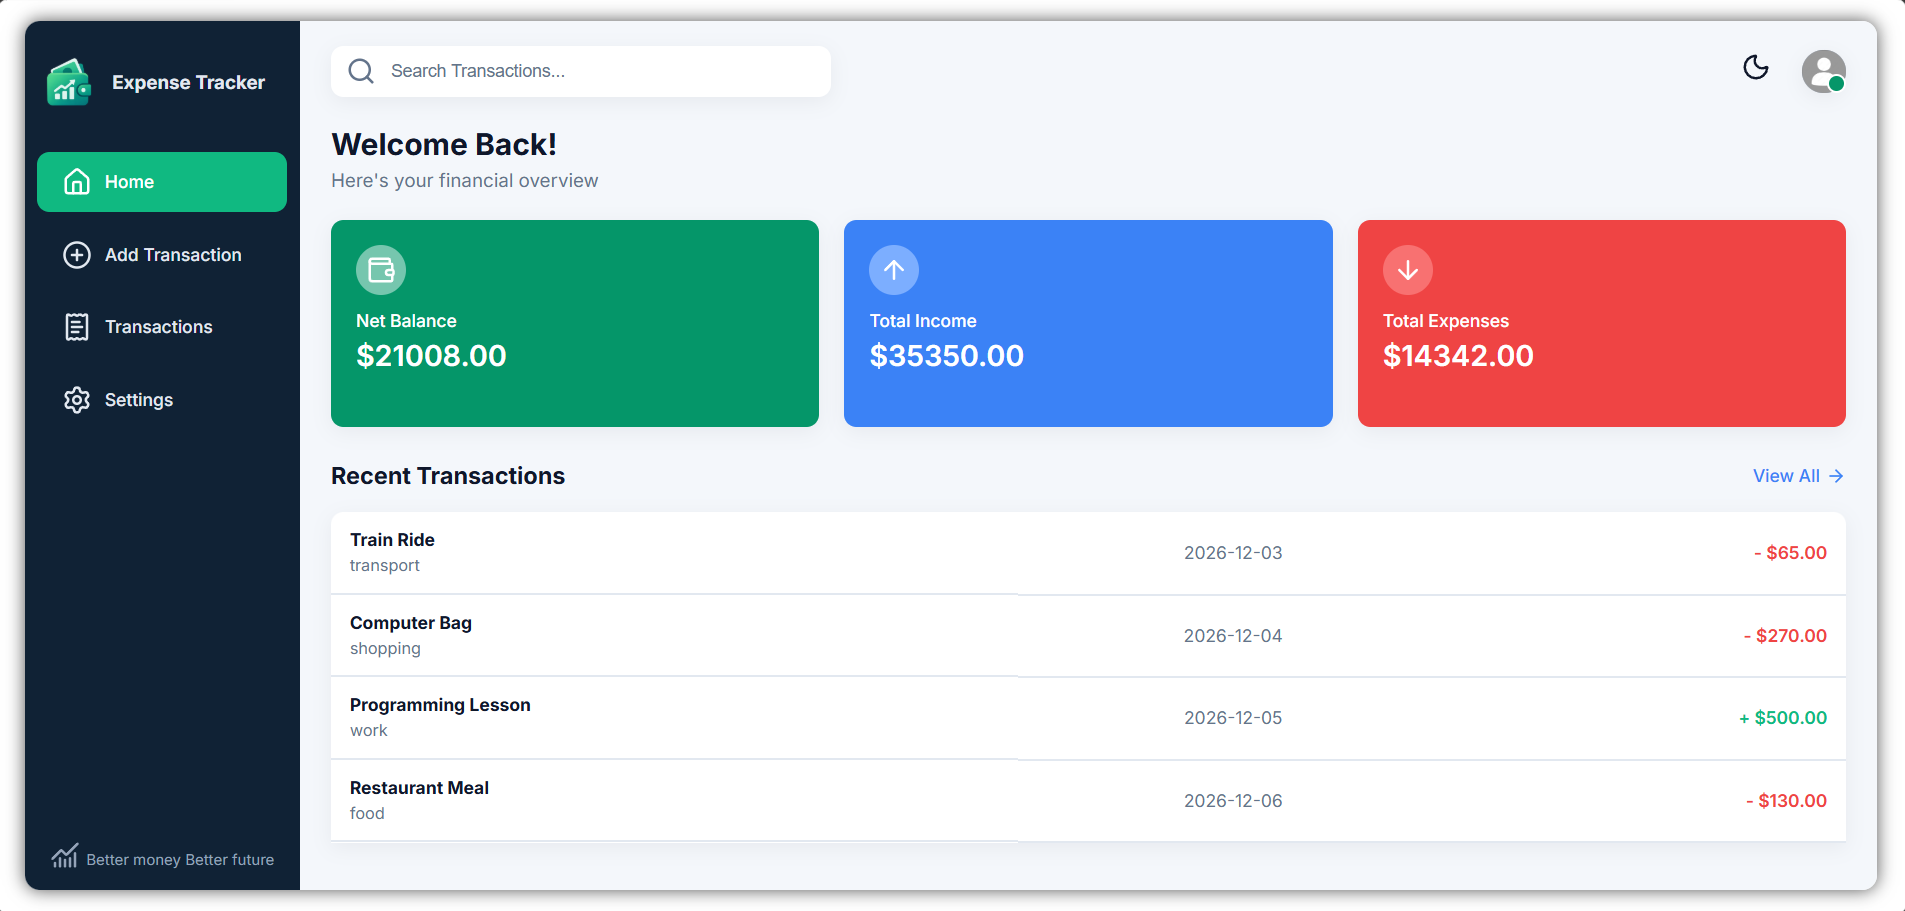 Expense Tracker
Home
Add Transaction
Transactions
Settings
Better money Better future
Search Transactions...
Welcome Back!
Here's your financial overview
Net Balance
$21008.00
Total Income
$35350.00
Total Expenses
$14342.00
Recent Transactions
View All
Train Ride
transport
2026-12-03
- $65.00
Computer Bag
shopping
2026-12-04
- $270.00
Programming Lesson
work
2026-12-05
+ $500.00
Restaurant Meal
food
2026-12-06
- $130.00